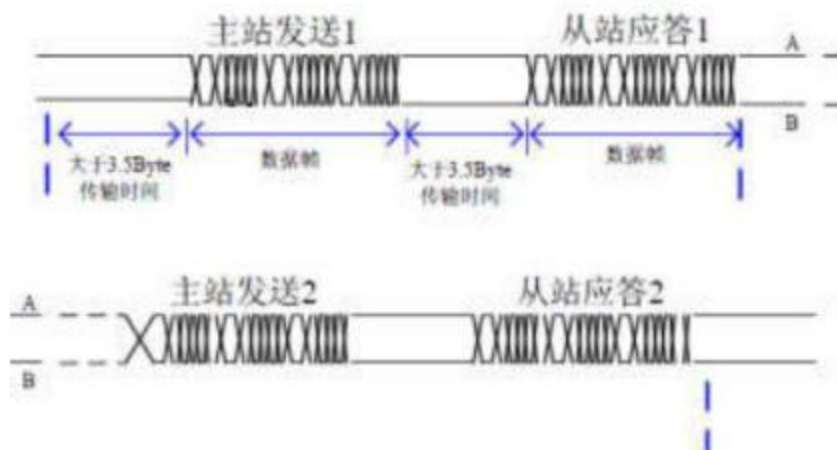 主站发送1
从站应答1
A
B
大于3.5Byte
传输时间
数据帧
大于3.5Byte
传输时间
数据帧
主站发送2
从站应答2
A
B